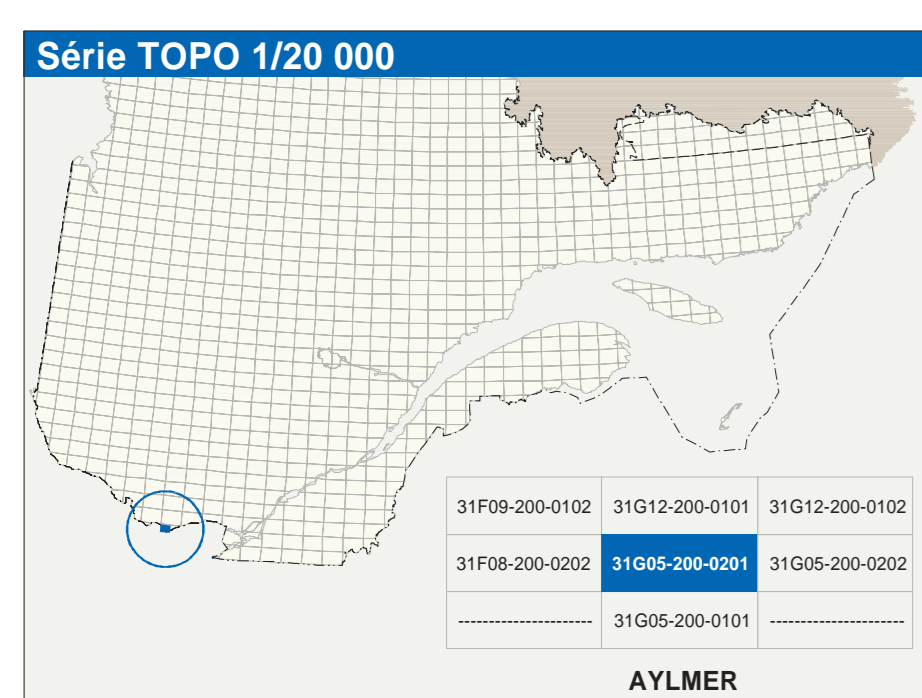 Série TOPO 1/20 000
31F09-200-0102 31G12-200-0101 31G12-200-0102
31F08-200-0202 31G05-200-0201 31G05-200-0202
--------------------- 31G05-200-0101 ---------------------
AYLMER